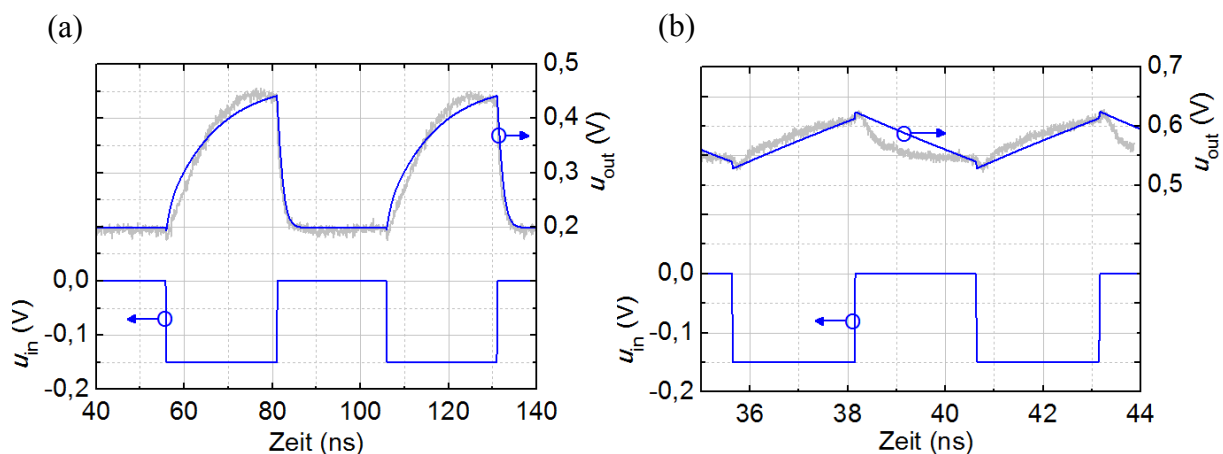 (a)
0,5
0,4
0,3
0,2
u_out (V)
0,0
-0,1
-0,2
u_in (V)
40 60 80 100 120 140
Zeit (ns)
(b)
0,7
0,6
0,5
u_out (V)
0,0
-0,1
-0,2
u_in (V)
36 38 40 42 44
Zeit (ns)